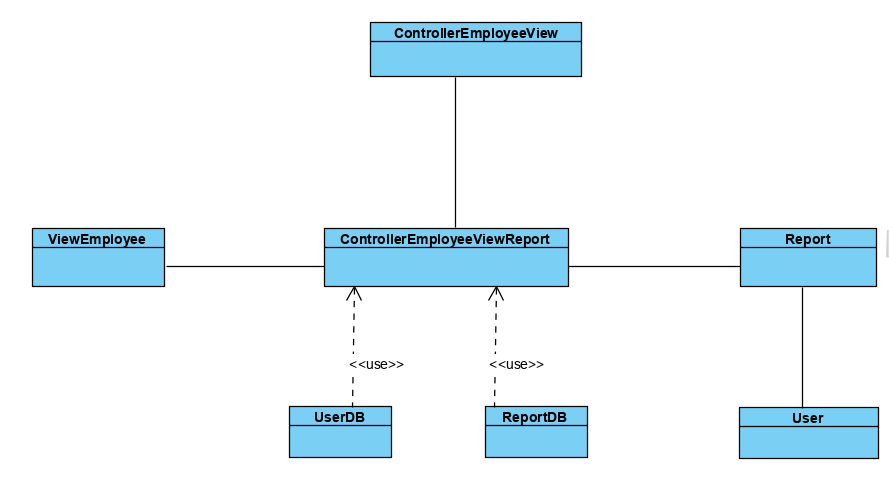 ControllerEmployeeView
ViewEmployee
ControllerEmployeeViewReport
Report
<<use>>
<<use>>
UserDB
ReportDB
User